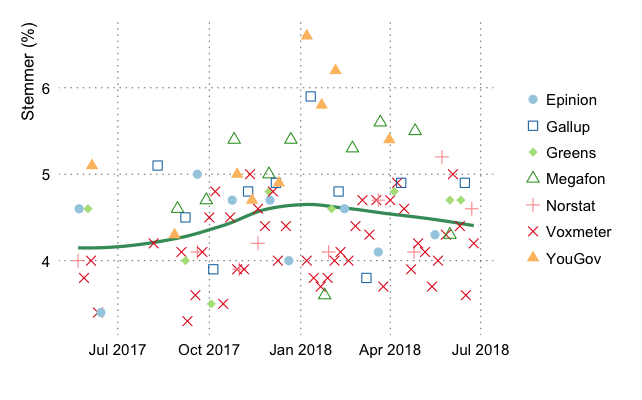 Stemmer (%)
6
5
4
Jul 2017
Oct 2017
Jan 2018
Apr 2018
Jul 2018
Epinion
Gallup
Greens
Megafon
Norstat
Voxmeter
YouGov